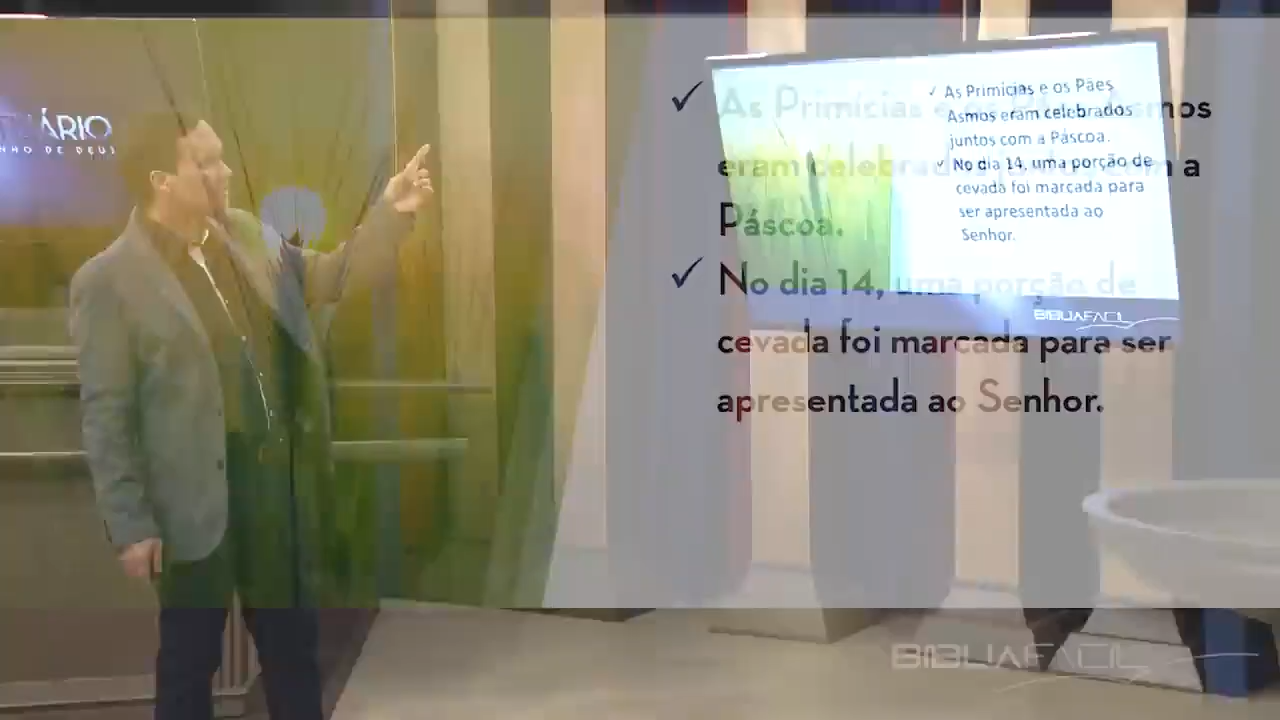 TUÁRIO
NHO DE DEUS
✓ As Primícias e os Pães Asmos
eram celebrados juntos com a
Páscoa.
✓ No dia 14, uma porção de
cevada foi marcada para ser
apresentada ao Senhor.
✓ As Primícias e os Pães
Asmos eram celebrados
juntos com a Páscoa.
✓ No dia 14, uma porção de
cevada foi marcada para
ser apresentada ao
Senhor.
BIBLIAFACIL
BIBLIAFACIL